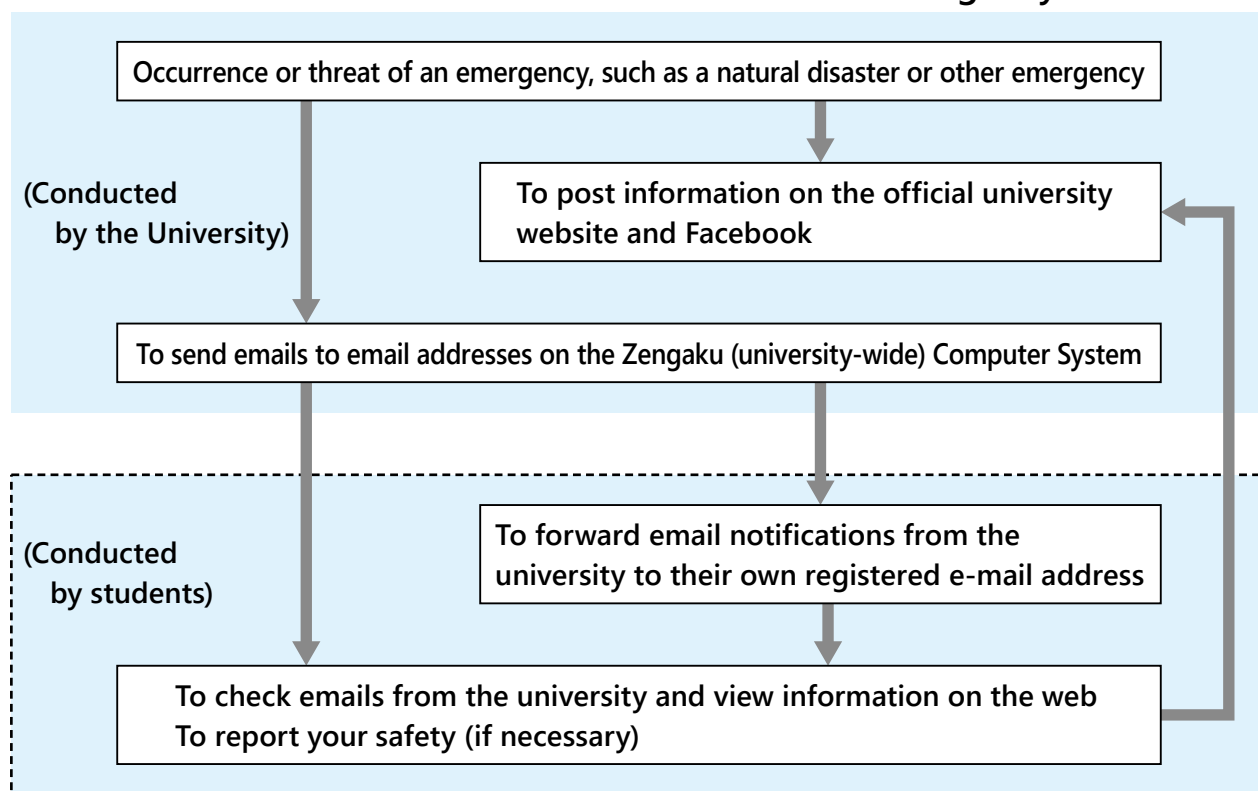 Occurrence or threat of an emergency, such as a natural disaster or other emergency
(Conducted
by the University)
To post information on the official university
website and Facebook
To send emails to email addresses on the Zengaku (university-wide) Computer System
(Conducted
by students)
To forward email notifications from the
university to their own registered e-mail address
To check emails from the university and view information on the web
To report your safety (if necessary)